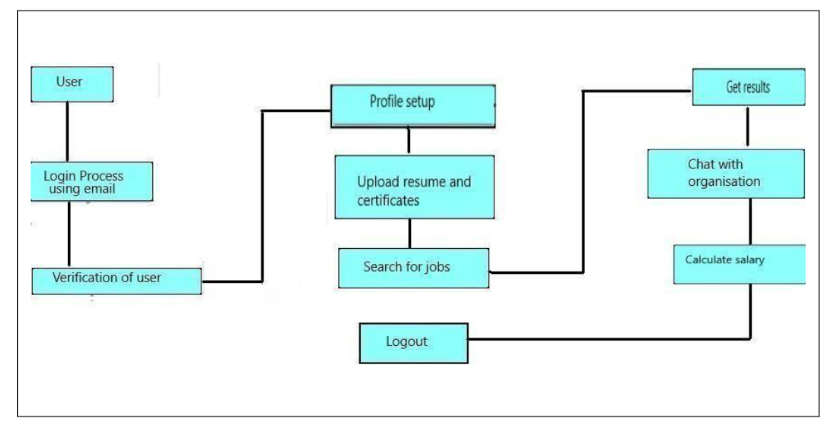 User
Login Process
using email
Verification of user
Profile setup
Upload resume and
certificates
Search for jobs
Get results
Chat with
organisation
Calculate salary
Logout